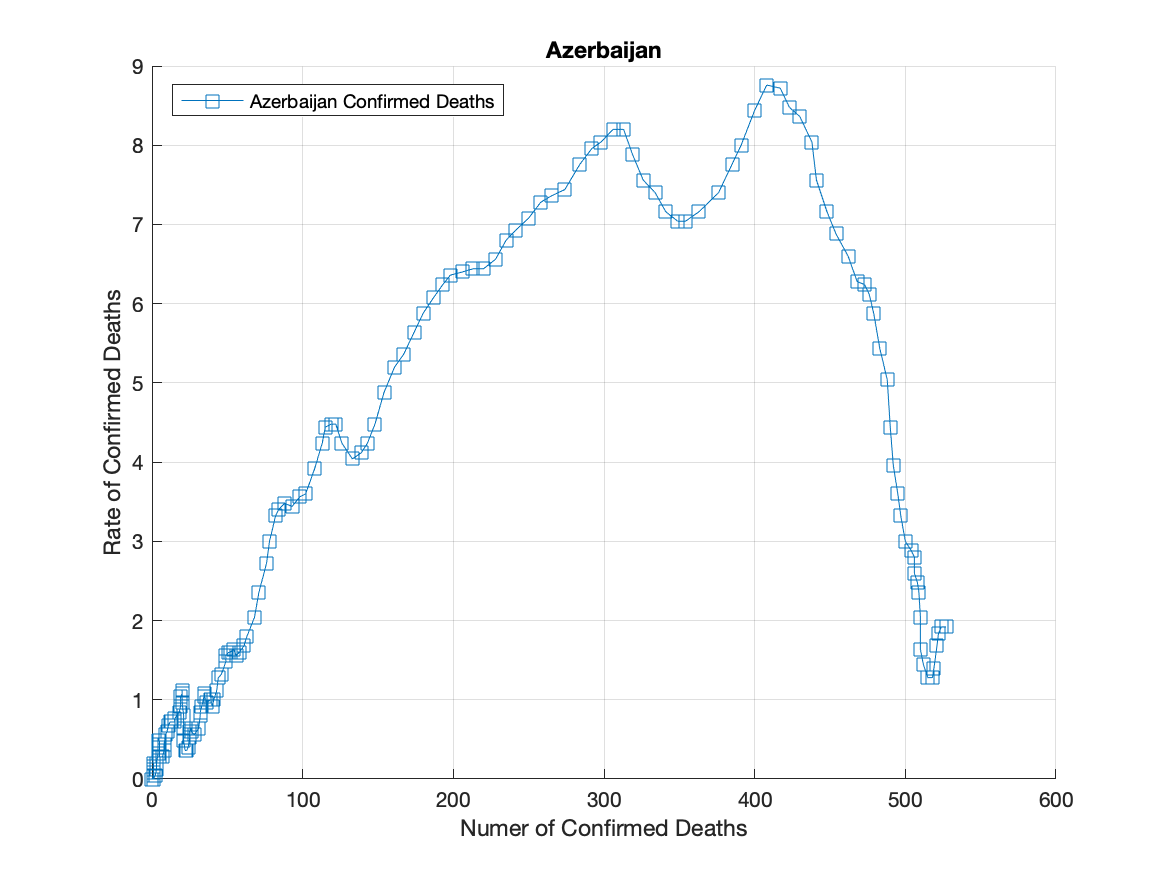 Azerbaijan
Azerbaijan Confirmed Deaths
Rate of Confirmed Deaths
9
8
7
6
5
4
3
2
1
0
0 100 200 300 400 500 600
Numer of Confirmed Deaths